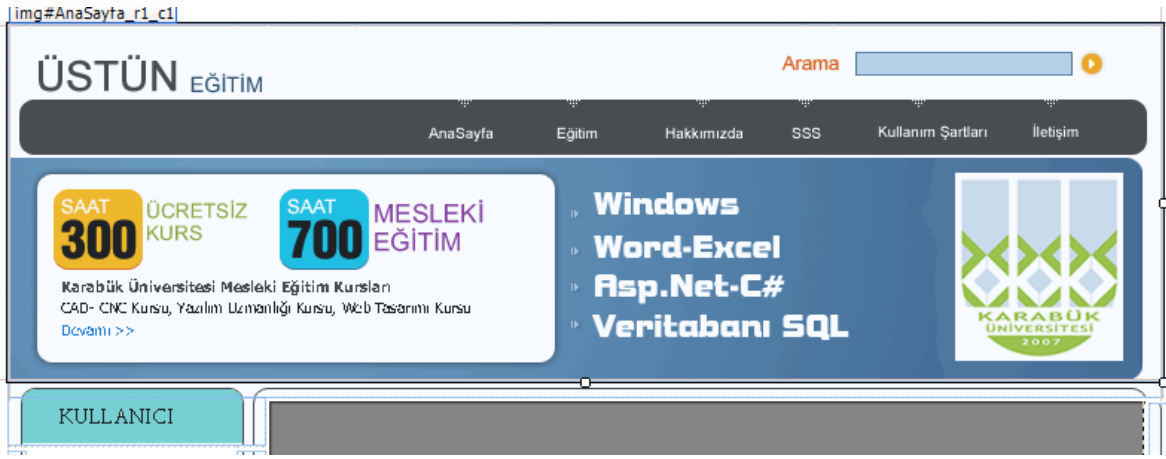 img#AnaSayfa_r1_c1
ÜSTÜN EĞİTİM
Arama
AnaSayfa Eğitim Hakkımızda SSS Kullanım Şartları İletişim
SAAT 300 ÜCRETSİZ KURS
SAAT 700 MESLEKİ EĞİTİM
Karabük Üniversitesi Mesleki Eğitim Kursları
CAD- CNC Kursu, Yazılım Uzmanlığı Kursu, Web Tasarımı Kursu
Devamı >>
Windows
Word-Excel
Asp.Net-C#
Veritabanı SQL
KARABÜK
ÜNİVERSİTESİ
2007
KULLANICI